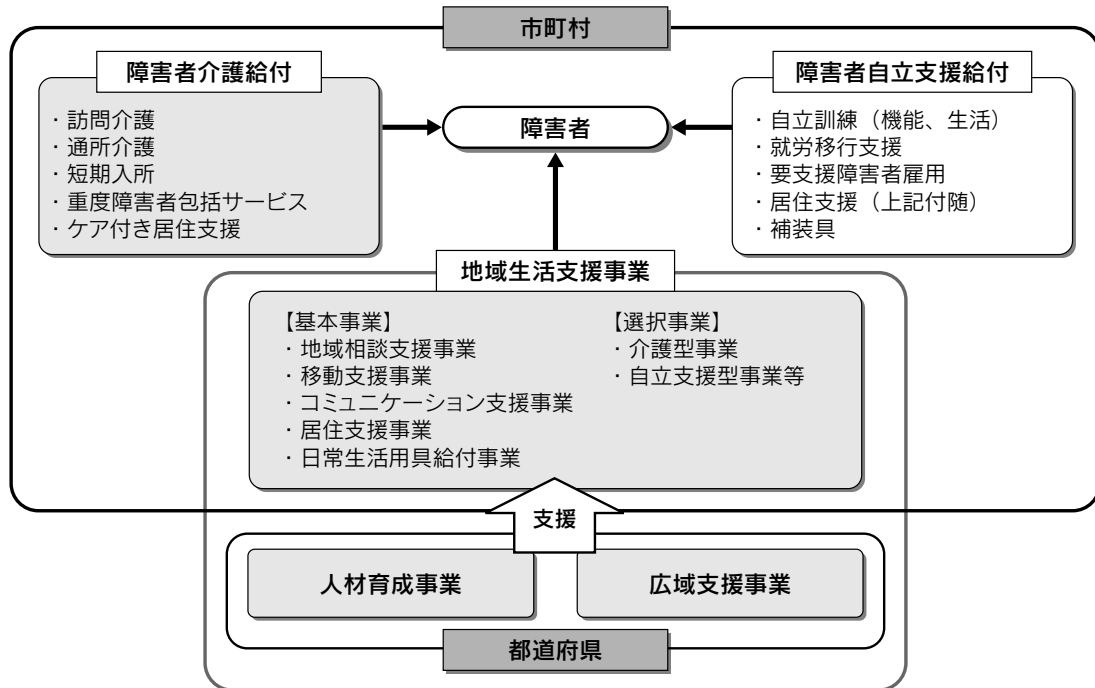 市町村
障害者介護給付
・訪問介護
・通所介護
・短期入所
・重度障害者包括サービス
・ケア付き居住支援
障害者
障害者自立支援給付
・自立訓練（機能、生活）
・就労移行支援
・要支援障害者雇用
・居住支援（上記付随）
・補装具
地域生活支援事業
【基本事業】
・地域相談支援事業
・移動支援事業
・コミュニケーション支援事業
・居住支援事業
・日常生活用具給付事業
【選択事業】
・介護型事業
・自立支援型事業等
支援
人材育成事業
広域支援事業
都道府県